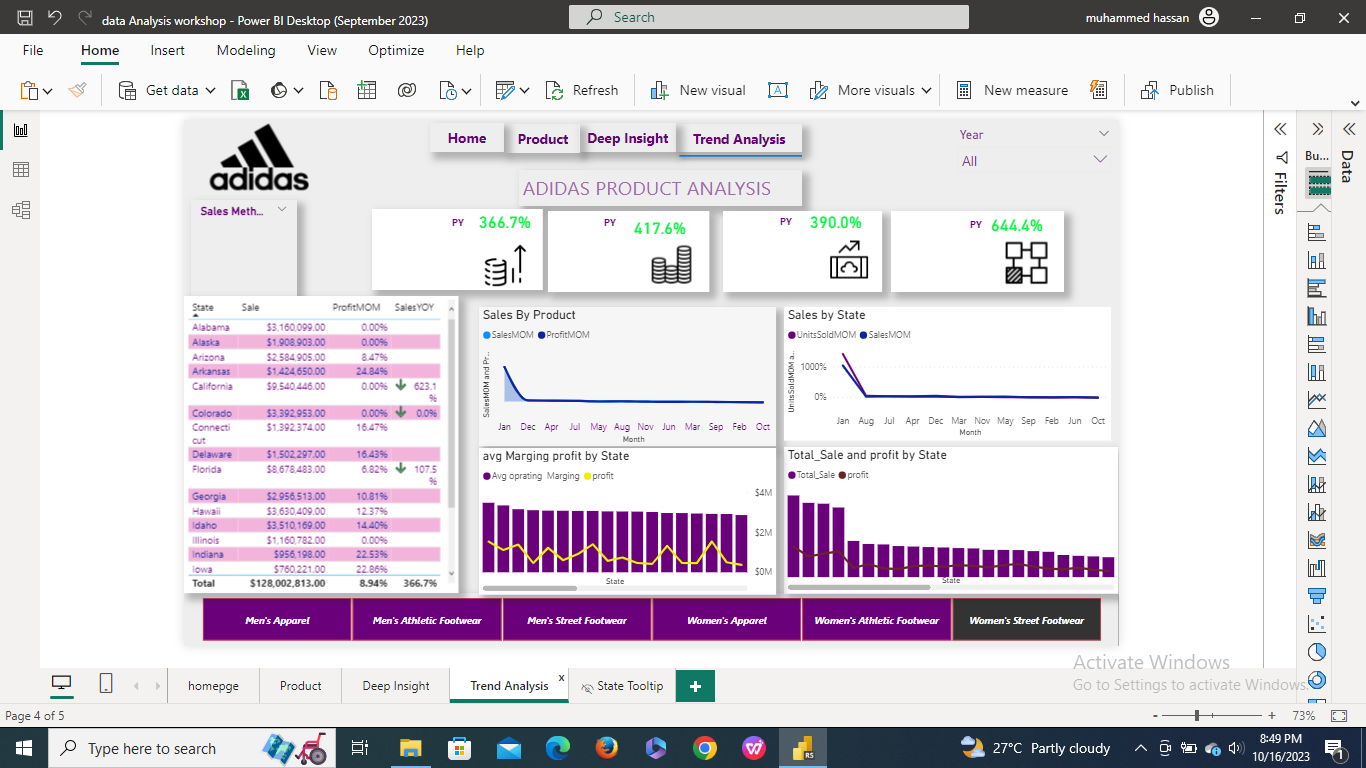 data Analysis workshop - Power BI Desktop (September 2023)
Search
muhammed hassan
File Home Insert Modeling View Optimize Help
Get data
Refresh
New visual
More visuals
New measure
Publish
adidas
Home
Product
Deep Insight
Trend Analysis
Year
All
ADIDAS PRODUCT ANALYSIS
Sales Meth...
PY 366.7%
PY 417.6%
PY 390.0%
PY 644.4%
State Sale ProfitMOM SalesYOY
Alabama $3,160,099.00 0.00%
Alaska $1,908,903.00 0.00%
Arizona $2,584,905.00 8.47%
Arkansas $1,424,650.00 24.84%
California $9,540,446.00 0.00% 623.1
%
Colorado $3,392,953.00 0.00% 0.0%
Connecti $1,392,374.00 16.47%
cut
Delaware $1,502,297.00 16.43%
Florida $8,678,483.00 6.82% 107.5
%
Georgia $2,956,513.00 10.81%
Hawaii $3,630,409.00 12.37%
Idaho $3,510,169.00 14.40%
Illinois $1,160,782.00 0.00%
Indiana $956,198.00 22.53%
Iowa $760,221.00 22.86%
Total $128,002,813.00 8.94% 366.7%
Sales By Product
SalesMOM ProfitMOM
SalesMOM and Pr...
Jan Dec Apr Jul May Aug Nov Jun Mar Sep Feb Oct
Month
Sales by State
UnitsSoldMOM SalesMOM
UnitsSoldMOM a...
1000%
0%
Jan Aug Jul Apr Dec Mar Nov May Sep Feb Jun Oct
Month
avg Marging profit by State
Avg oprating Marging profit
$4M
$2M
$0M
State
Total_Sale and profit by State
Total_Sale profit
State
Men's Apparel
Men's Athletic Footwear
Men's Street Footwear
Women's Apparel
Women's Athletic Footwear
Women's Street Footwear
Filters
Bu...
Data
Activate Windows
Go to Settings to activate Windows.
homepge
Product
Deep Insight
Trend Analysis
x
State Tooltip
+
Page 4 of 5
- + 73%
Type here to search
RS
27°C Partly cloudy
8:49 PM
10/16/2023
1